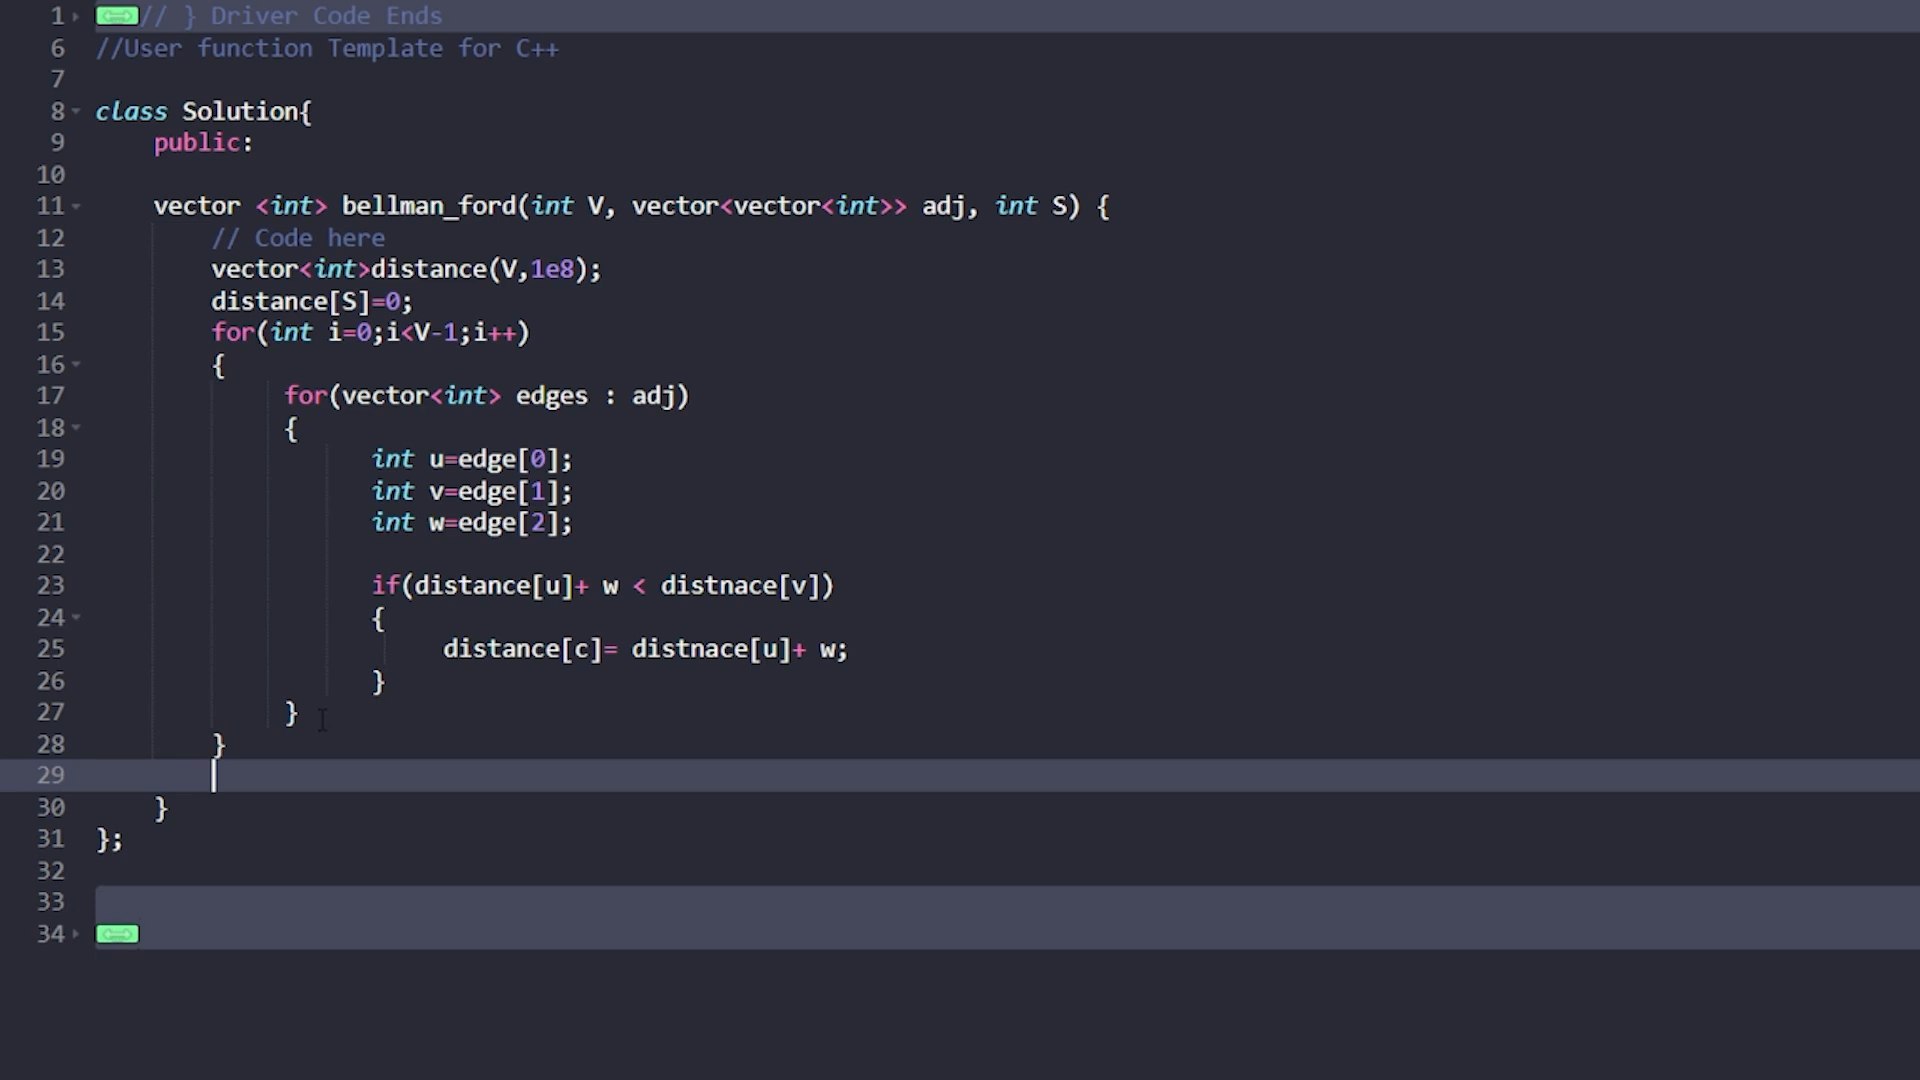 1 // } Driver Code Ends
6 //User function Template for C++
7
8 class Solution{
9     public:
10
11     vector <int> bellman_ford(int V, vector<vector<int>> adj, int S) {
12         // Code here
13         vector<int>distance(V,1e8);
14         distance[S]=0;
15         for(int i=0;i<V-1;i++)
16         {
17              for(vector<int> edges : adj)
18              {
19                    int u=edge[0];
20                    int v=edge[1];
21                    int w=edge[2];
22
23                    if(distance[u]+ w < distnace[v])
24                    {
25                         distance[c]= distnace[u]+ w;
26                    }
27              }
28         }
29
30     }
31 };
32
33
34